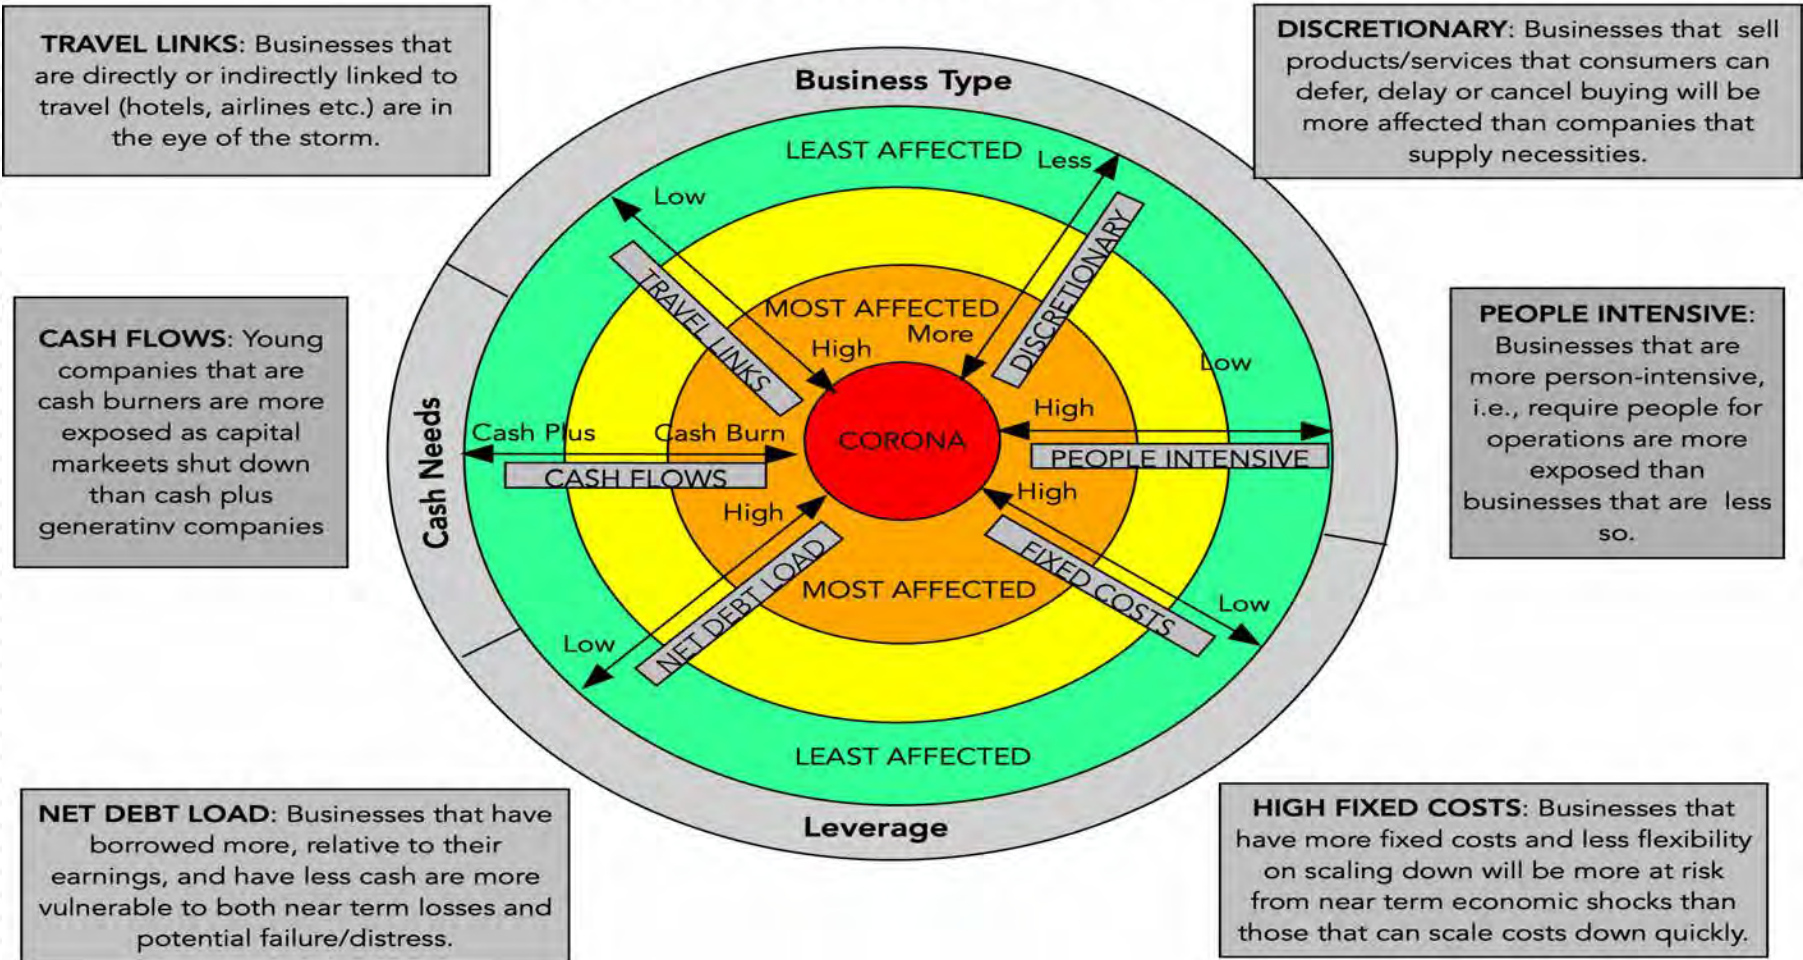 TRAVEL LINKS: Businesses that
are directly or indirectly linked to
travel (hotels, airlines etc.) are in
the eye of the storm.
DISCRETIONARY: Businesses that sell
products/services that consumers can
defer, delay or cancel buying will be
more affected than companies that
supply necessities.
Business Type
LEAST AFFECTED
Less
Low
DISCRETIONARY
TRAVEL LINKS
MOST AFFECTED
More
High
Low
CASH FLOWS: Young
companies that are
cash burners are more
exposed as capital
markeets shut down
than cash plus
generatinv companies
PEOPLE INTENSIVE:
Businesses that are
more person-intensive,
i.e., require people for
operations are more
exposed than
businesses that are less
so.
Cash Needs
Cash Plus
Cash Burn
CASH FLOWS
CORONA
High
PEOPLE INTENSIVE
High
High
FIXED COSTS
NET DEBT LOAD
MOST AFFECTED
Low
Low
LEAST AFFECTED
Leverage
NET DEBT LOAD: Businesses that have
borrowed more, relative to their
earnings, and have less cash are more
vulnerable to both near term losses and
potential failure/distress.
HIGH FIXED COSTS: Businesses that
have more fixed costs and less flexibility
on scaling down will be more at risk
from near term economic shocks than
those that can scale costs down quickly.